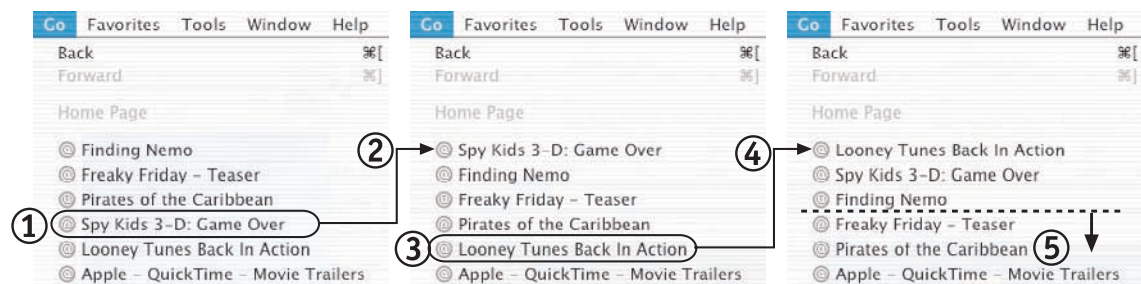 Go Favorites Tools Window Help
Back ⌘[
Forward ⌘]
Home Page
@ Finding Nemo
@ Freaky Friday – Teaser
@ Pirates of the Caribbean
① @ Spy Kids 3-D: Game Over
@ Looney Tunes Back In Action
@ Apple – QuickTime – Movie Trailers
Go Favorites Tools Window Help
Back ⌘[
Forward ⌘]
Home Page
② @ Spy Kids 3-D: Game Over
@ Finding Nemo
@ Freaky Friday – Teaser
@ Pirates of the Caribbean
③ @ Looney Tunes Back In Action
@ Apple – QuickTime – Movie Trailers
Go Favorites Tools Window Help
Back ⌘[
Forward ⌘]
Home Page
④ @ Looney Tunes Back In Action
@ Spy Kids 3-D: Game Over
@ Finding Nemo
@ Freaky Friday – Teaser
@ Pirates of the Caribbean ⑤
@ Apple – QuickTime – Movie Trailers